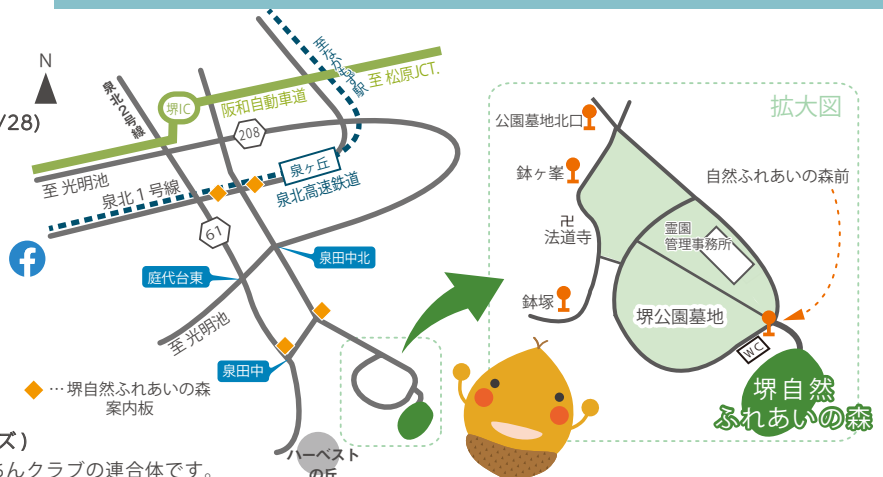 N
/28)
泉北2号線
堺IC
阪和自動車道
至なかもず駅
至 松原JCT.
208
至 光明池
泉北1号線
泉ヶ丘
泉北高速鉄道
61
泉田中北
庭代台東
至 光明池
泉田中
…堺自然ふれあいの森
案内板
ハーベスト
の丘
ズ)
あんクラブの連合体です。
拡大図
公園墓地北口
鉢ヶ峯
自然ふれあいの森前
卍
法道寺
霊園
管理事務所
鉢塚
堺公園墓地
WC
堺自然
ふれあいの森